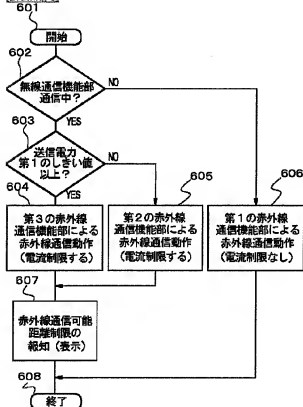 601
開始
602
無線通信機能部
通信中？
NO
603
YES
送信電力
第1のしきい値
以上？
NO
604
YES
605
606
第3の赤外線
通信機能部による
赤外線通信動作
(電流制限する)
第2の赤外線
通信機能部による
赤外線通信動作
(電流制限する)
第1の赤外線
通信機能部による
赤外線通信動作
(電流制限なし)
607
赤外線通信可能
距離制限の
報知（表示）
608
終了